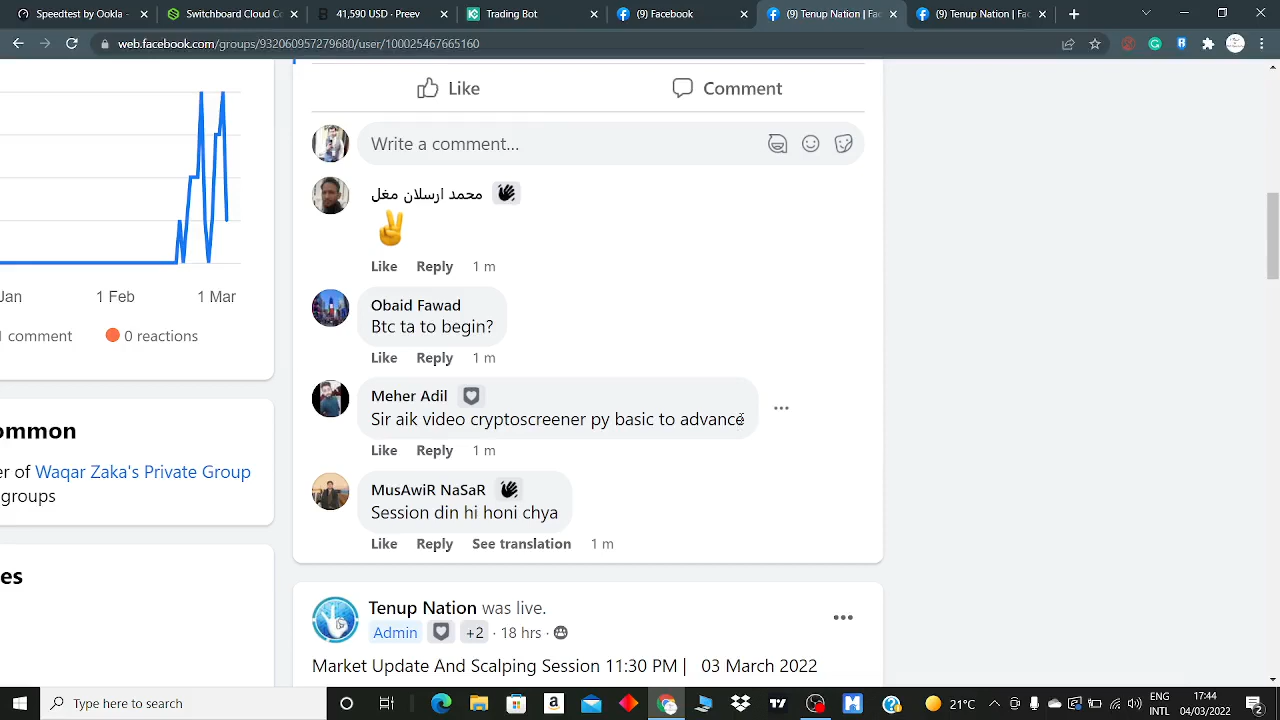 Speedtest by Ookla -
Switchboard Cloud Co
41,590 USD · Prev
Trading Bot
(9) Facebook
(9) Tenup Nation | Fac
(9) Tenup Nation | Fac
web.facebook.com/groups/932060957279680/user/100025467665160
Like
Comment
Write a comment...
محمد ارسلان مغل
Like Reply 1 m
Obaid Fawad
Btc ta to begin?
Like Reply 1 m
Meher Adil
Sir aik video cryptoscreener py basic to advance
Like Reply 1 m
MusAwiR NaSaR
Session din hi honi chya
Like Reply See translation 1 m
Tenup Nation was live.
Admin +2 · 18 hrs ·
Market Update And Scalping Session 11:30 PM | 03 March 2022
Jan 1 Feb 1 Mar
1 comment 0 reactions
ommon
er of Waqar Zaka's Private Group
groups
es
Type here to search
21°C
ENG
INTL
17:44
04/03/2022
2